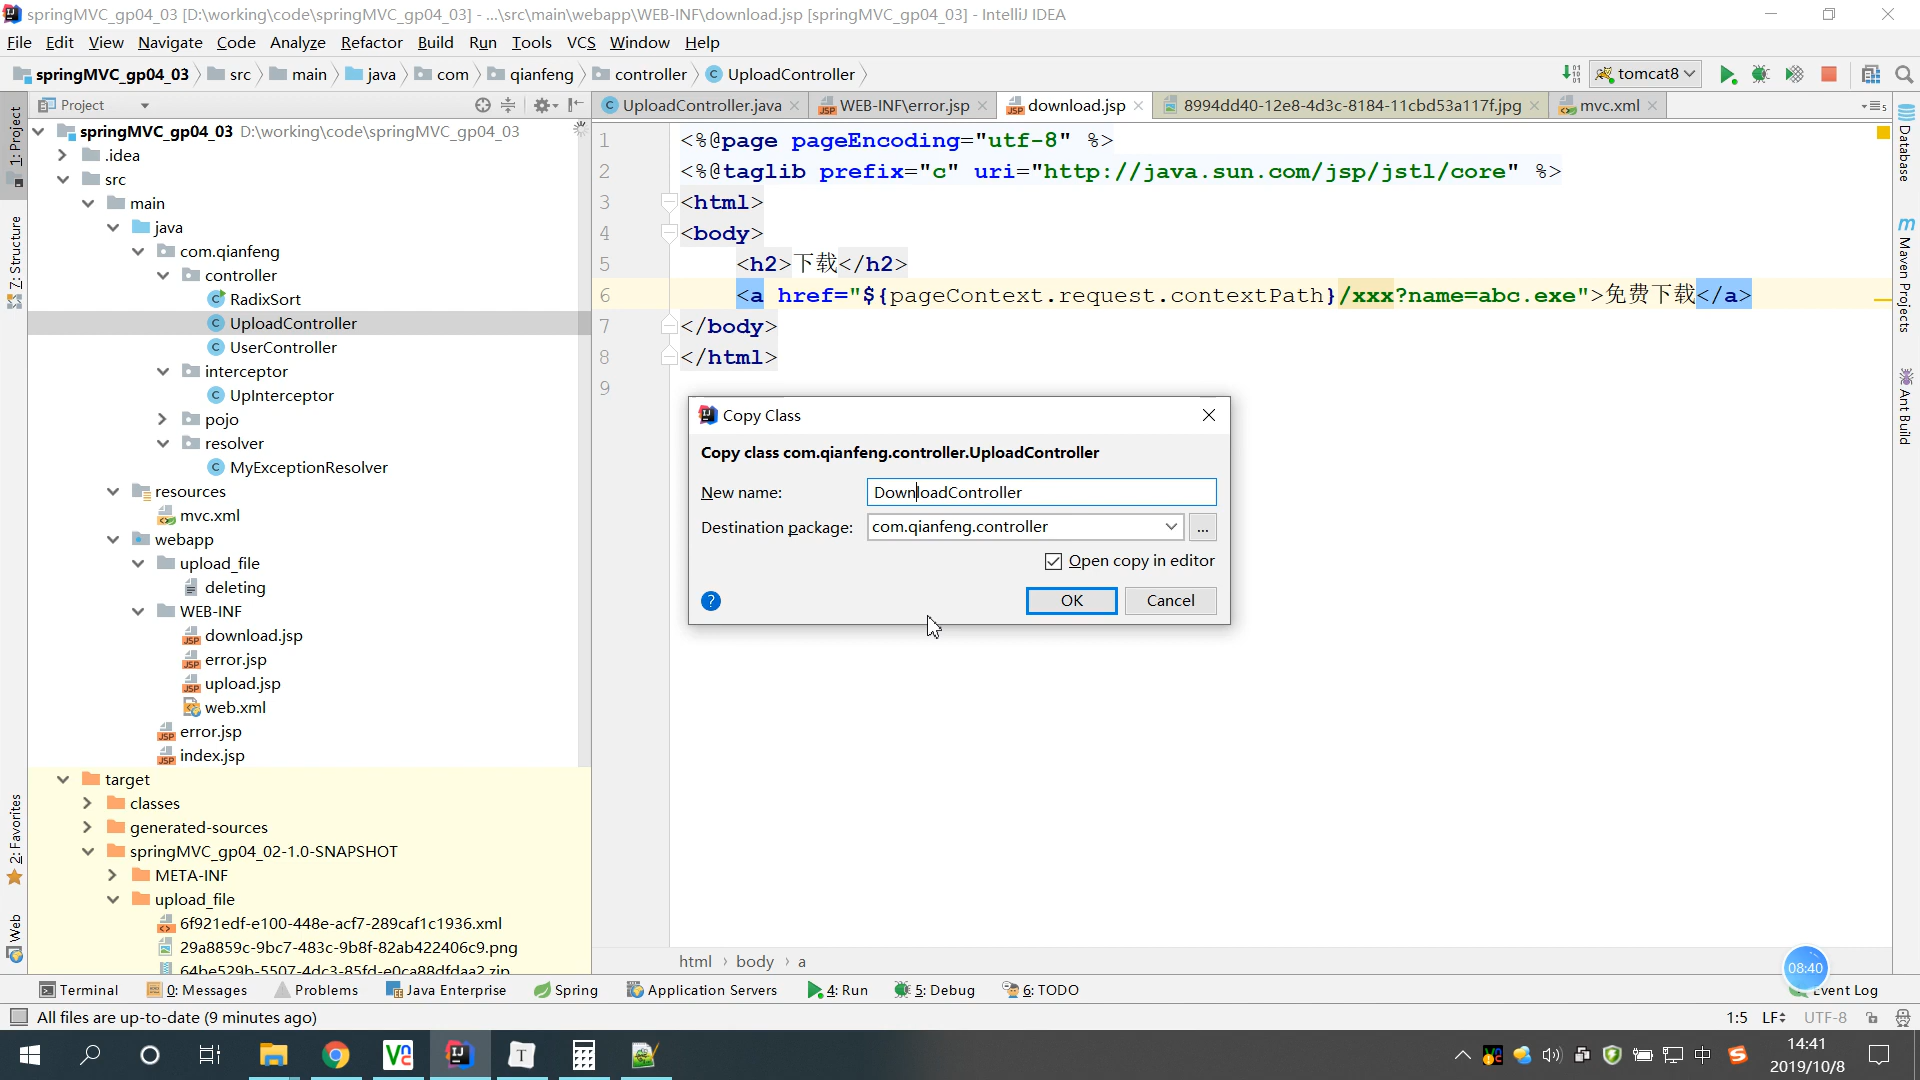 springMVC_gp04_03 [D:\working\code\springMVC_gp04_03] - ...\src\main\webapp\WEB-INF\download.jsp [springMVC_gp04_03] - IntelliJ IDEA
File Edit View Navigate Code Analyze Refactor Build Run Tools VCS Window Help
springMVC_gp04_03 src main java com qianfeng controller UploadController tomcat8
Project UploadController.java WEB-INF\error.jsp download.jsp 8994dd40-12e8-4d3c-8184-11cbd53a117f.jpg mvc.xml
1: Project
7: Structure
2: Favorites
Web
springMVC_gp04_03 D:\working\code\springMVC_gp04_03
.idea
src
main
java
com.qianfeng
controller
RadixSort
UploadController
UserController
interceptor
UpInterceptor
pojo
resolver
MyExceptionResolver
resources
mvc.xml
webapp
upload_file
deleting
WEB-INF
download.jsp
error.jsp
upload.jsp
web.xml
error.jsp
index.jsp
target
classes
generated-sources
springMVC_gp04_02-1.0-SNAPSHOT
META-INF
upload_file
6f921edf-e100-448e-acf7-289caf1c1936.xml
29a8859c-9bc7-483c-9b8f-82ab422406c9.png
64be529b-5507-4dc3-85fd-e0ca88dfdaa2.zip
1 <%@page pageEncoding="utf-8" %>
2 <%@taglib prefix="c" uri="http://java.sun.com/jsp/jstl/core" %>
3 <html>
4 <body>
5 <h2>下载</h2>
6 <a href="${pageContext.request.contextPath}/xxx?name=abc.exe">免费下载</a>
7 </body>
8 </html>
9
Copy Class
Copy class com.qianfeng.controller.UploadController
New name: DownloadController
Destination package: com.qianfeng.controller ...
Open copy in editor
? OK Cancel
Database
Maven Projects
Ant Build
html › body › a
08:40
Terminal 0: Messages Problems Java Enterprise Spring Application Servers 4: Run 5: Debug 6: TODO Event Log
All files are up-to-date (9 minutes ago) 1:5 LF UTF-8
中
14:41
2019/10/8